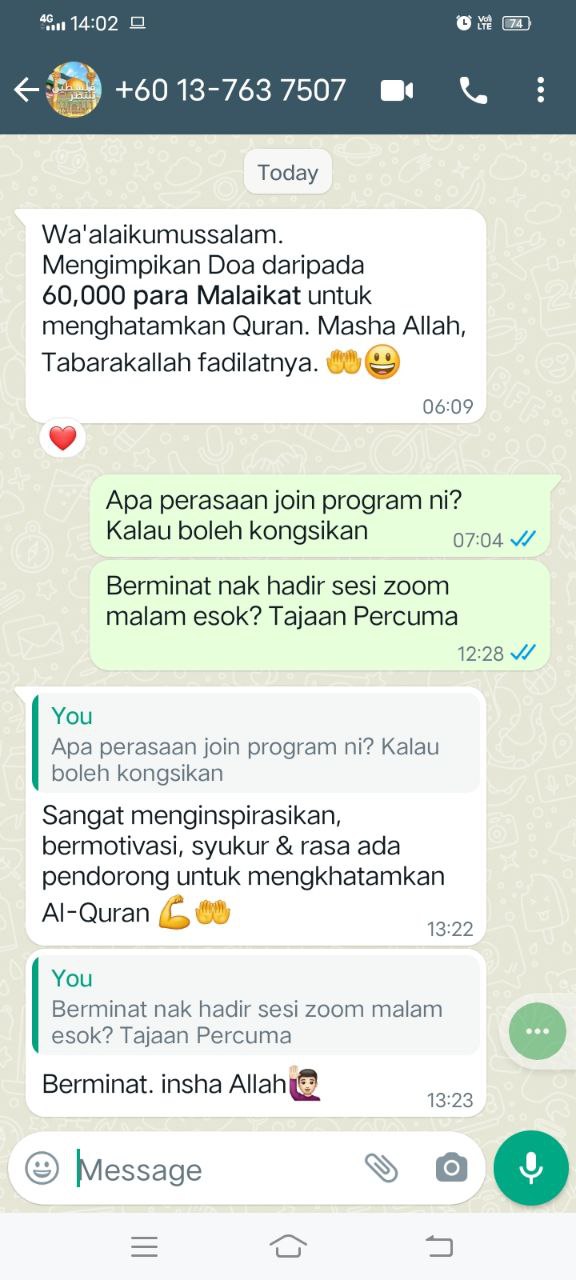 4G 14:02 VoD LTE 74
+60 13-763 7507
Today
Wa'alaikumussalam.
Mengimpikan Doa daripada
60,000 para Malaikat untuk
menghatamkan Quran. Masha Allah,
Tabarakallah fadilatnya. 🤲😃
06:09
❤️
Apa perasaan join program ni?
Kalau boleh kongsikan
07:04
Berminat nak hadir sesi zoom
malam esok? Tajaan Percuma
12:28
You
Apa perasaan join program ni? Kalau
boleh kongsikan
Sangat menginspirasikan,
bermotivasi, syukur & rasa ada
pendorong untuk mengkhatamkan
Al-Quran 💪🤲
13:22
You
Berminat nak hadir sesi zoom malam
esok? Tajaan Percuma
Berminat. insha Allah🙋🏻‍♂️
13:23
Message